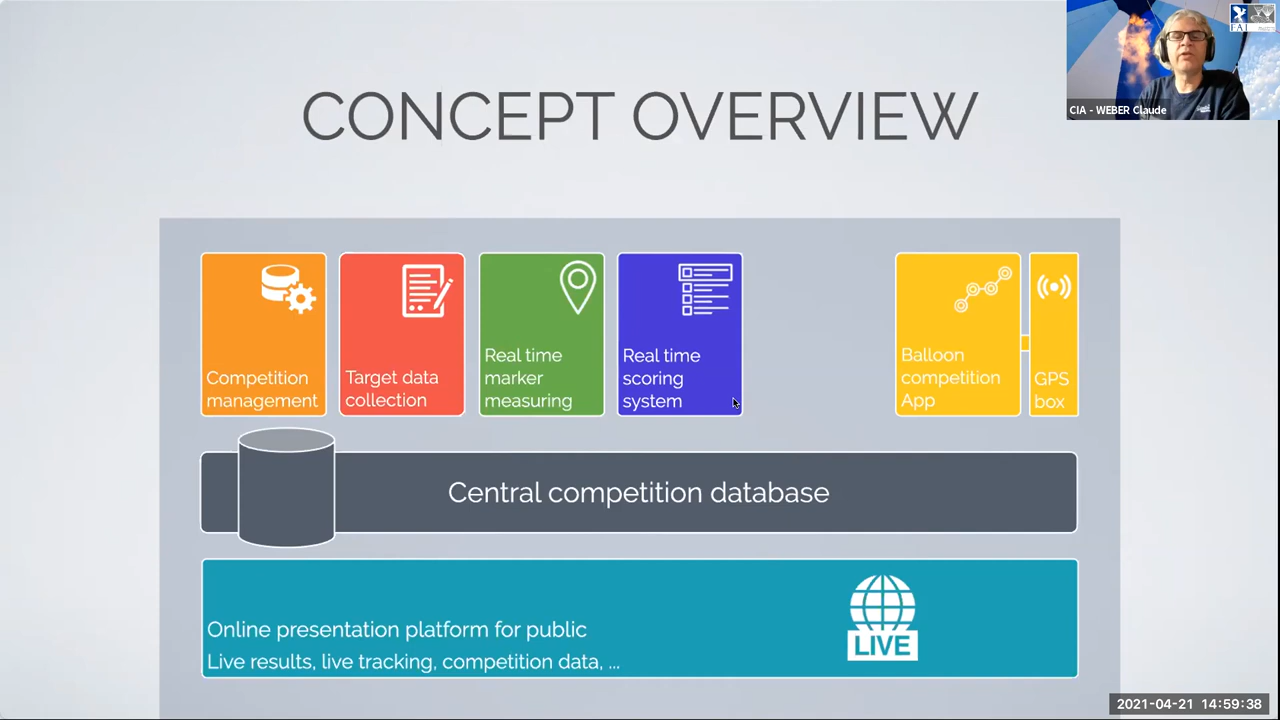 FAI
CIA - WEBER Claude
CONCEPT OVERVIEW
Competition
management
Target data
collection
Real time
marker
measuring
Real time
scoring
system
Balloon
competition
App
GPS
box
Central competition database
Online presentation platform for public
Live results, live tracking, competition data, ...
LIVE
2021-04-21 14:59:38